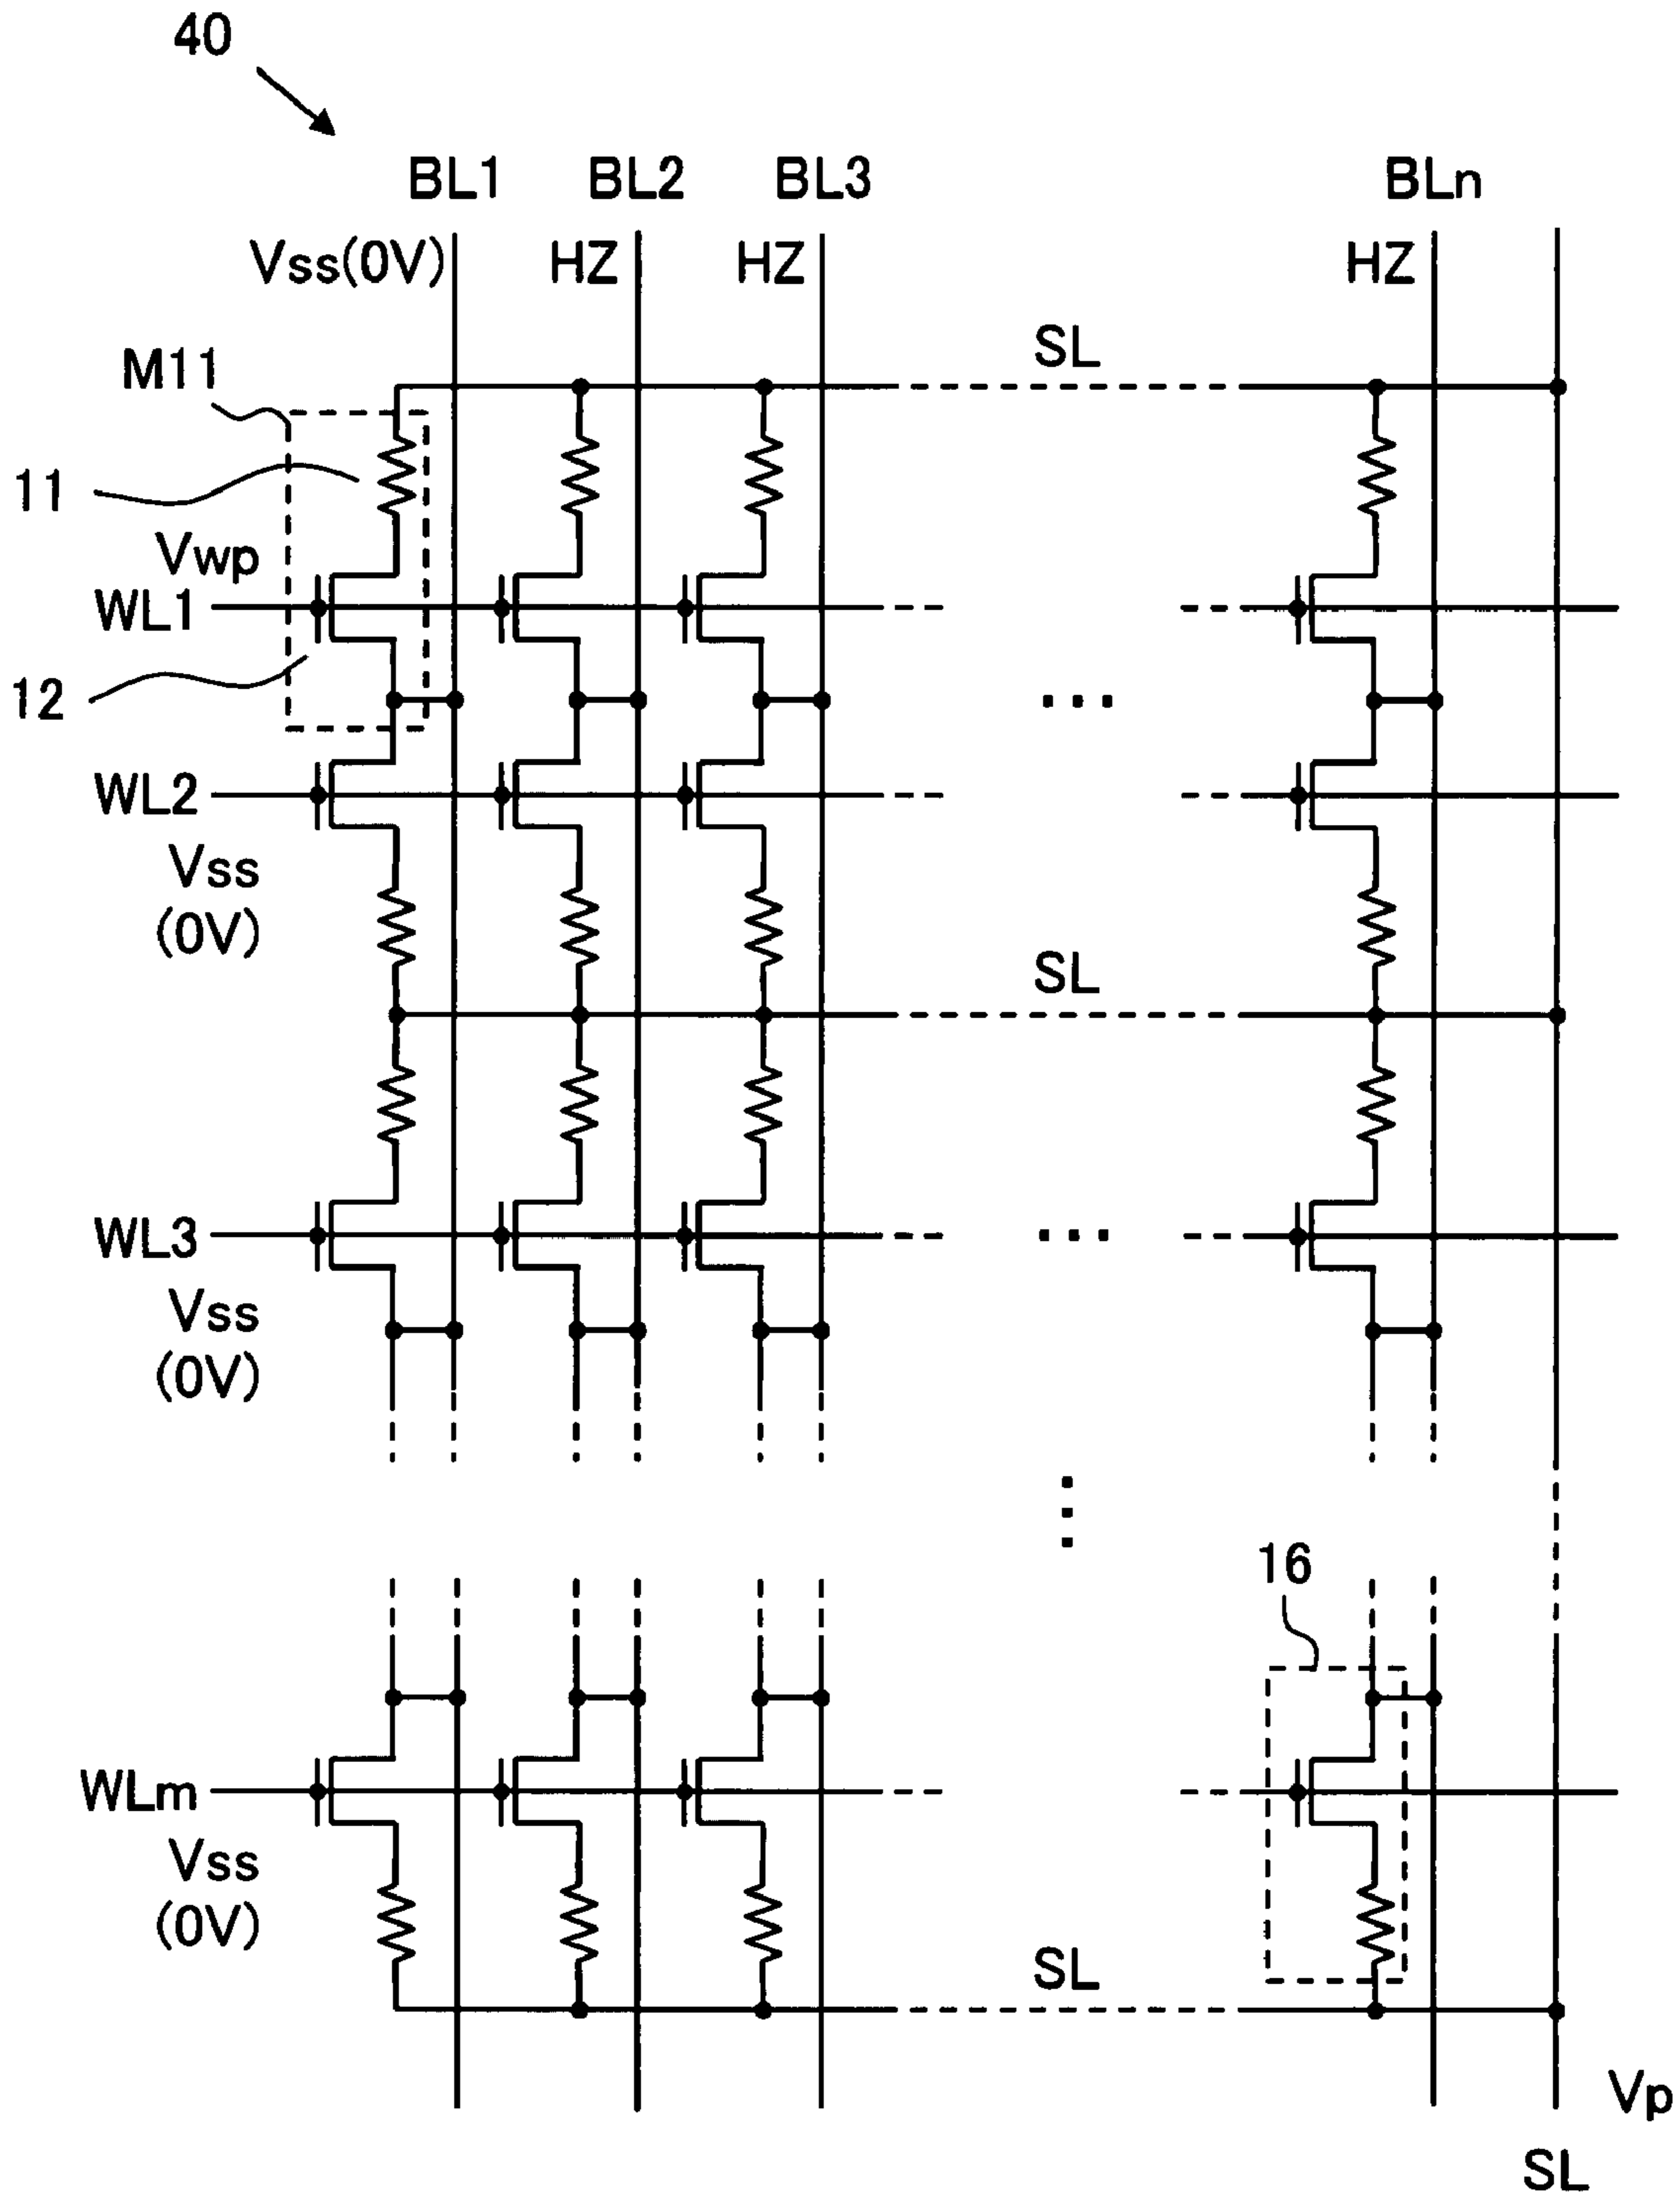 40
BL1 BL2 BL3 BLn
Vss(0V) HZ HZ HZ
SL
M11
11
Vwp
WL1
12
WL2
Vss
(0V)
SL
WL3
Vss
(0V)
16
WLm
Vss
(0V)
SL
Vp
SL